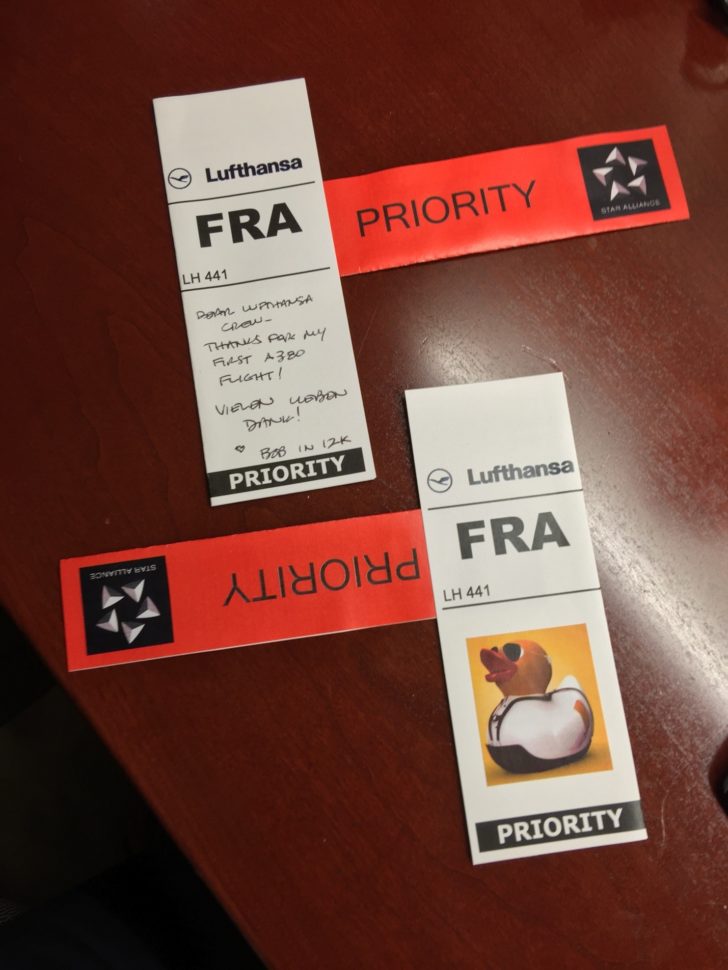 Lufthansa
FRA
LH 441
DEAR LUFTHANSA
CREW-
THANKS FOR MY
FIRST A380
FLIGHT!
VIELEN LIEBEN
DANK!
♥ BOB IN 12K
PRIORITY
PRIORITY
STAR ALLIANCE
Lufthansa
FRA
LH 441
PRIORITY
PRIORITY
STAR ALLIANCE